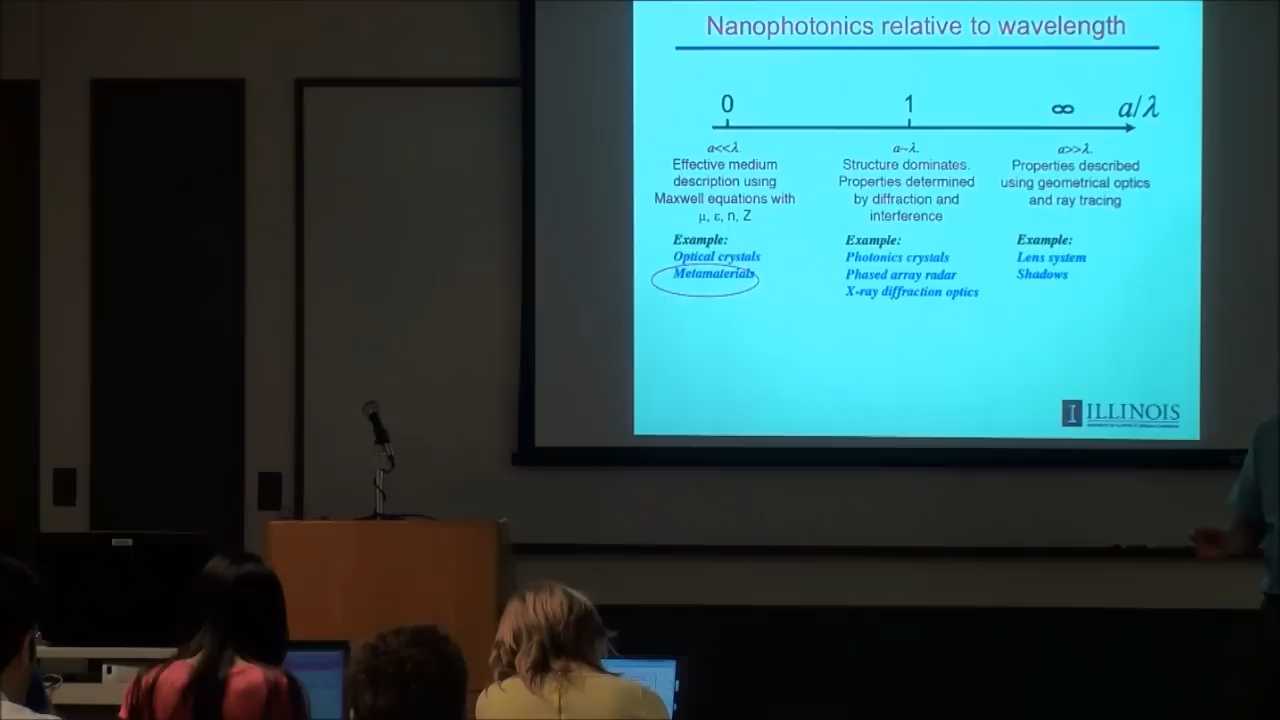 Nanophotonics relative to wavelength
0 1 ∞ a/λ
a<<λ.
Effective medium
description using
Maxwell equations with
μ, ε, n, Z
Example:
Optical crystals
Metamaterials
a~λ.
Structure dominates.
Properties determined
by diffraction and
interference
Example:
Photonics crystals
Phased array radar
X-ray diffraction optics
a>>λ.
Properties described
using geometrical optics
and ray tracing
Example:
Lens system
Shadows
I ILLINOIS